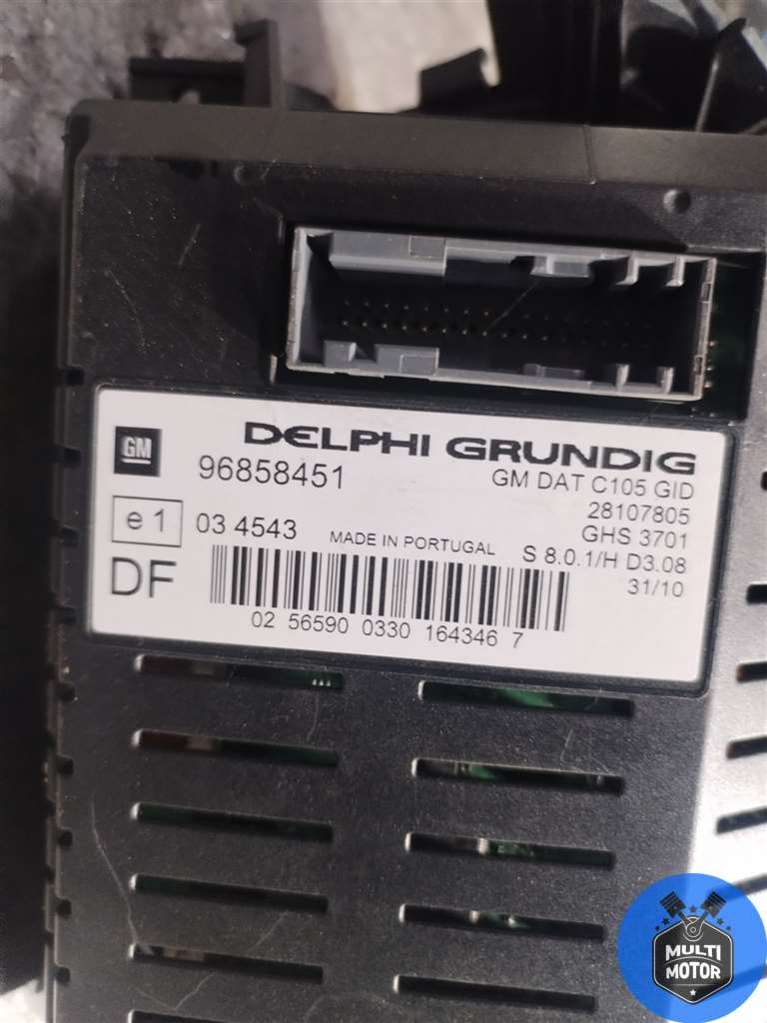 DELPHI GRUNDIG
GM
96858451
GM DAT C105 GID
28107805
e1
03 4543
MADE IN PORTUGAL
GHS 3701
S 8.0.1/H D3.08
31/10
DF
02 56590 0330 164346 7
MULTI
MOTOR